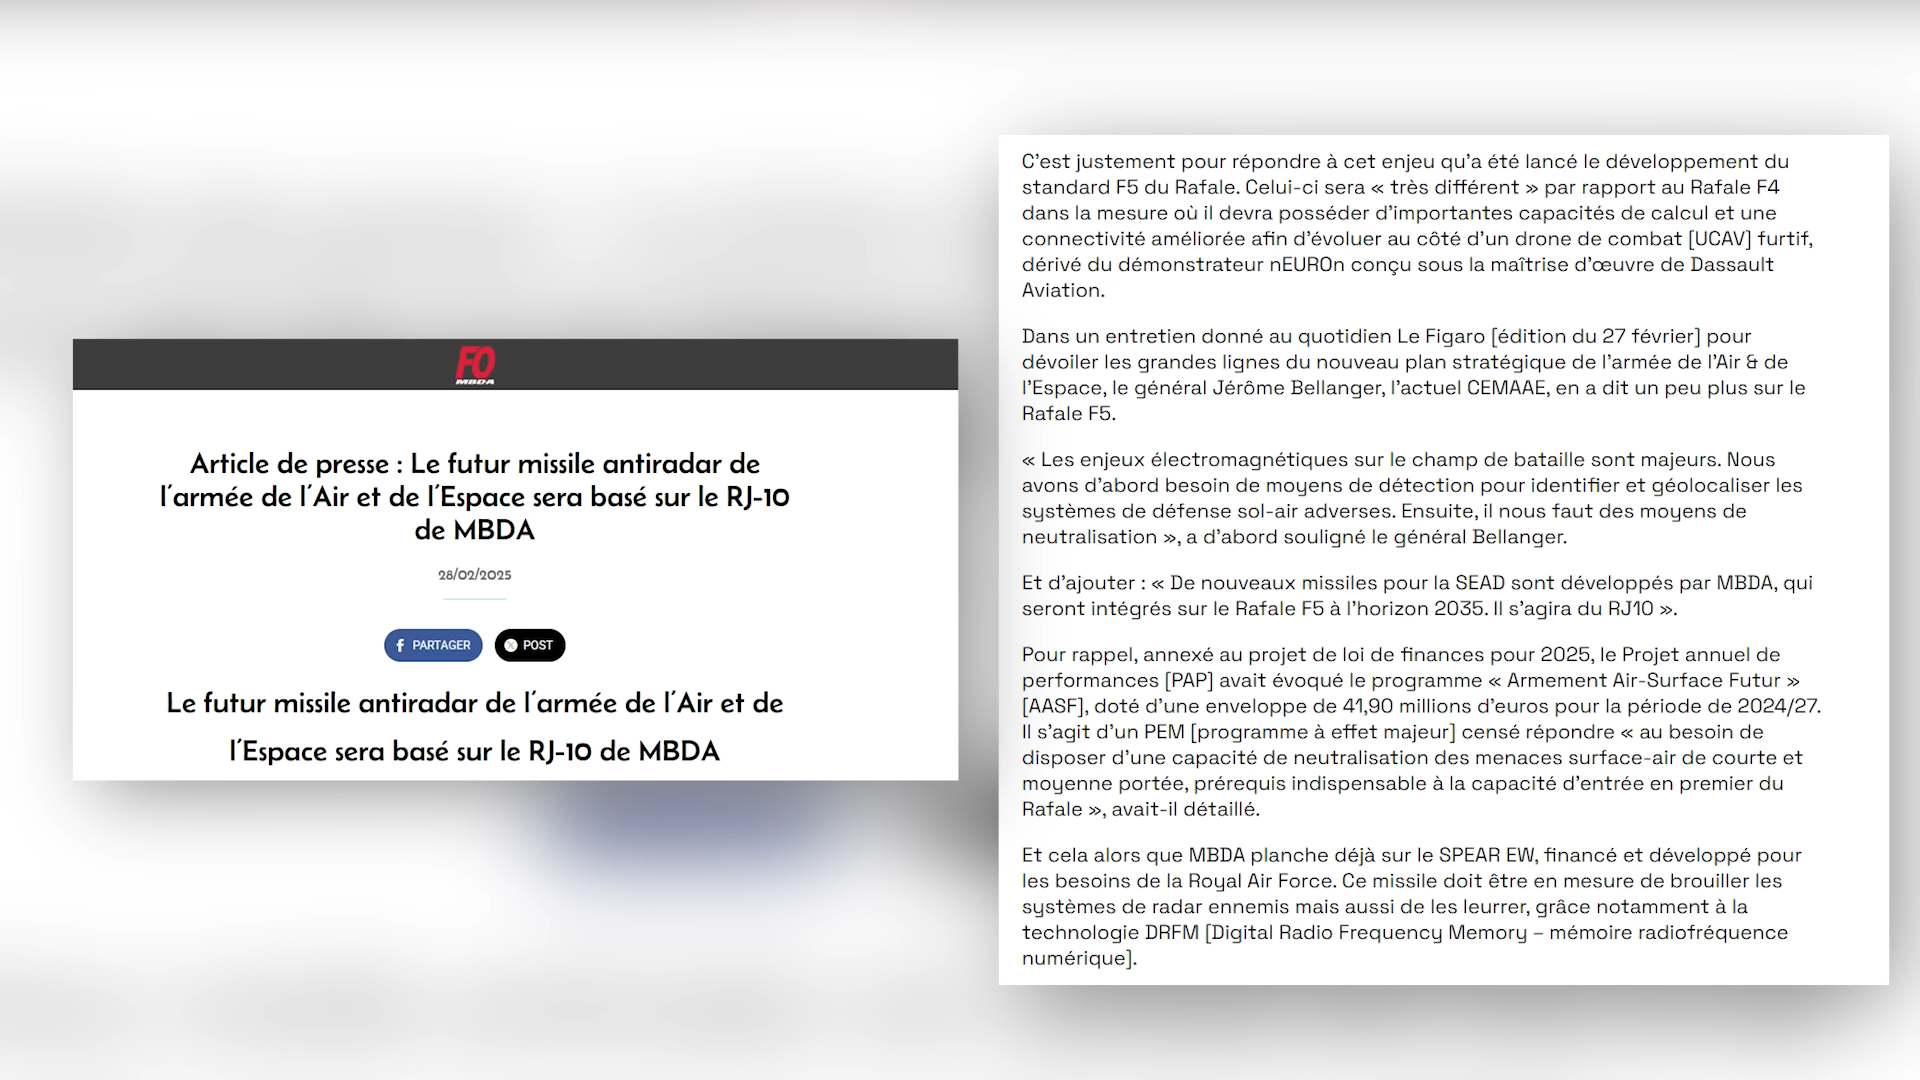 FO
MBDA
Article de presse : Le futur missile antiradar de
l'armée de l'Air et de l'Espace sera basé sur le RJ-10
de MBDA
28/02/2025
PARTAGER
POST
Le futur missile antiradar de l'armée de l'Air et de
l'Espace sera basé sur le RJ-10 de MBDA
C'est justement pour répondre à cet enjeu qu'a été lancé le développement du
standard F5 du Rafale. Celui-ci sera « très différent » par rapport au Rafale F4
dans la mesure où il devra posséder d'importantes capacités de calcul et une
connectivité améliorée afin d'évoluer au côté d'un drone de combat [UCAV] furtif,
dérivé du démonstrateur nEUROn conçu sous la maîtrise d'œuvre de Dassault
Aviation.
Dans un entretien donné au quotidien Le Figaro [édition du 27 février] pour
dévoiler les grandes lignes du nouveau plan stratégique de l'armée de l'Air & de
l'Espace, le général Jérôme Bellanger, l'actuel CEMAAE, en a dit un peu plus sur le
Rafale F5.
« Les enjeux électromagnétiques sur le champ de bataille sont majeurs. Nous
avons d'abord besoin de moyens de détection pour identifier et géolocaliser les
systèmes de défense sol-air adverses. Ensuite, il nous faut des moyens de
neutralisation », a d'abord souligné le général Bellanger.
Et d'ajouter : « De nouveaux missiles pour la SEAD sont développés par MBDA, qui
seront intégrés sur le Rafale F5 à l'horizon 2035. Il s'agira du RJ10 ».
Pour rappel, annexé au projet de loi de finances pour 2025, le Projet annuel de
performances [PAP] avait évoqué le programme « Armement Air-Surface Futur »
[AASF], doté d'une enveloppe de 41,90 millions d'euros pour la période de 2024/27.
Il s'agit d'un PEM [programme à effet majeur] censé répondre « au besoin de
disposer d'une capacité de neutralisation des menaces surface-air de courte et
moyenne portée, prérequis indispensable à la capacité d'entrée en premier du
Rafale », avait-il détaillé.
Et cela alors que MBDA planche déjà sur le SPEAR EW, financé et développé pour
les besoins de la Royal Air Force. Ce missile doit être en mesure de brouiller les
systèmes de radar ennemis mais aussi de les leurrer, grâce notamment à la
technologie DRFM [Digital Radio Frequency Memory – mémoire radiofréquence
numérique].